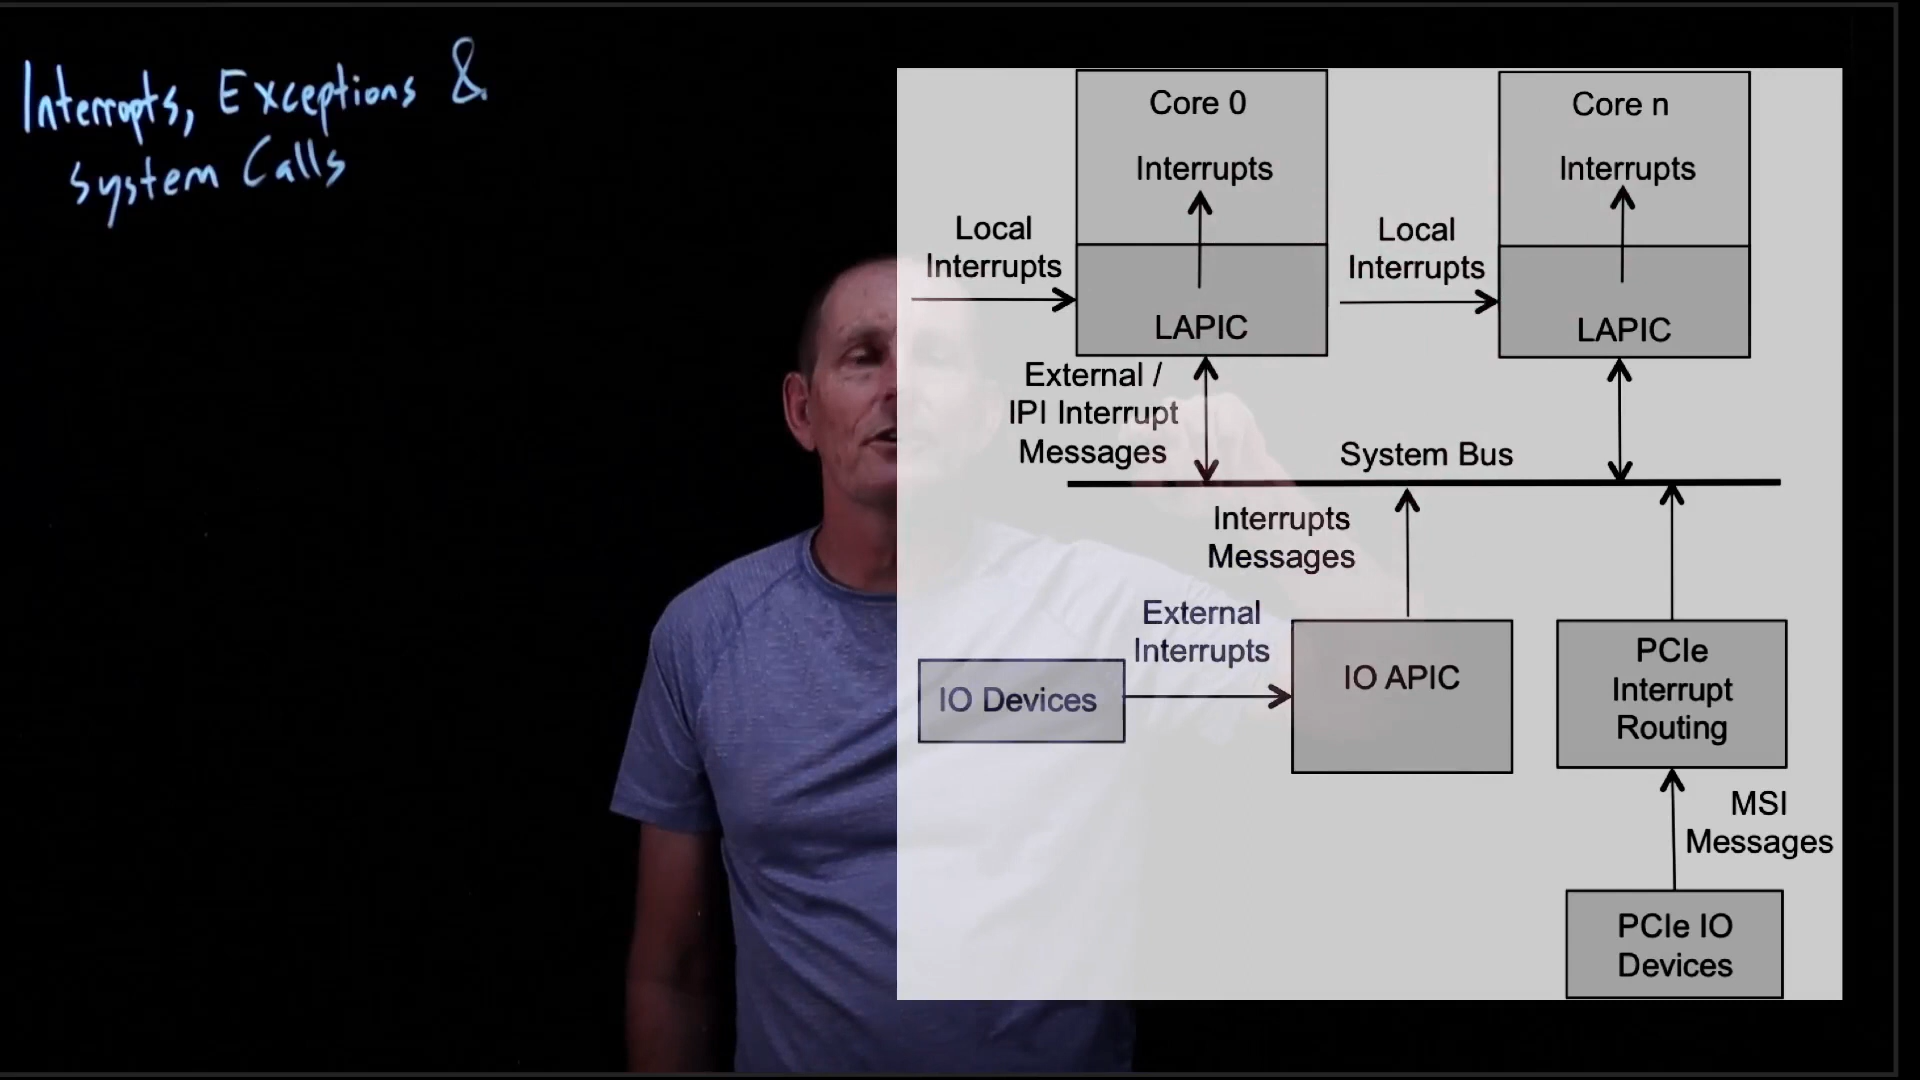 Interropts, Exceptions &
System Calls
Core 0
Interrupts
Local
Interrupts
LAPIC
Core n
Interrupts
Local
Interrupts
LAPIC
External /
IPI Interrupt
Messages
System Bus
Interrupts
Messages
External
Interrupts
IO Devices
IO APIC
PCIe
Interrupt
Routing
MSI
Messages
PCIe IO
Devices